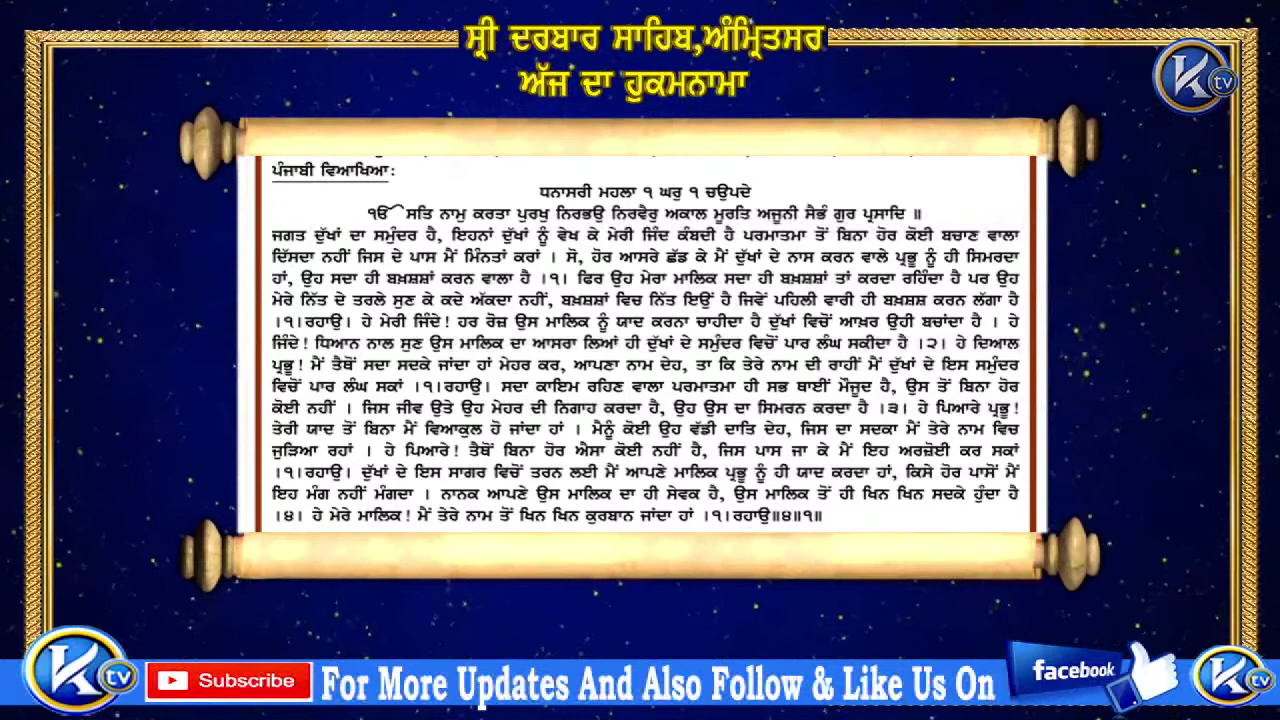 ਸ੍ਰੀ ਦਰਬਾਰ ਸਾਹਿਬ,ਅੰਮ੍ਰਿਤਸਰ
ਅੱਜ ਦਾ ਹੁਕਮਨਾਮਾ
K tv
ਪੰਜਾਬੀ ਵਿਆਖਿਆ:
ਧਨਾਸਰੀ ਮਹਲਾ ੧ ਘਰੁ ੧ ਚਉਪਦੇ
ੴ ਸਤਿ ਨਾਮੁ ਕਰਤਾ ਪੁਰਖੁ ਨਿਰਭਉ ਨਿਰਵੈਰੁ ਅਕਾਲ ਮੂਰਤਿ ਅਜੂਨੀ ਸੈਭੰ ਗੁਰ ਪ੍ਰਸਾਦਿ ॥
ਜਗਤ ਦੁੱਖਾਂ ਦਾ ਸਮੁੰਦਰ ਹੈ, ਇਹਨਾਂ ਦੁੱਖਾਂ ਨੂੰ ਵੇਖ ਕੇ ਮੇਰੀ ਜਿੰਦ ਕੰਬਦੀ ਹੈ ਪਰਮਾਤਮਾ ਤੋਂ ਬਿਨਾ ਹੋਰ ਕੋਈ ਬਚਾਣ ਵਾਲਾ
ਦਿੱਸਦਾ ਨਹੀਂ ਜਿਸ ਦੇ ਪਾਸ ਮੈਂ ਮਿੰਨਤਾਂ ਕਰਾਂ । ਸੋ, ਹੋਰ ਆਸਰੇ ਛੱਡ ਕੇ ਮੈਂ ਦੁੱਖਾਂ ਦੇ ਨਾਸ ਕਰਨ ਵਾਲੇ ਪ੍ਰਭੂ ਨੂੰ ਹੀ ਸਿਮਰਦਾ
ਹਾਂ, ਉਹ ਸਦਾ ਹੀ ਬਖ਼ਸ਼ਸ਼ਾਂ ਕਰਨ ਵਾਲਾ ਹੈ ।੧। ਫਿਰ ਉਹ ਮੇਰਾ ਮਾਲਿਕ ਸਦਾ ਹੀ ਬਖ਼ਸ਼ਸ਼ਾਂ ਤਾਂ ਕਰਦਾ ਰਹਿੰਦਾ ਹੈ ਪਰ ਉਹ
ਮੇਰੇ ਨਿੱਤ ਦੇ ਤਰਲੇ ਸੁਣ ਕੇ ਕਦੇ ਅੱਕਦਾ ਨਹੀਂ, ਬਖ਼ਸ਼ਸ਼ਾਂ ਵਿਚ ਨਿੱਤ ਇਉਂ ਹੈ ਜਿਵੇਂ ਪਹਿਲੀ ਵਾਰੀ ਹੀ ਬਖ਼ਸ਼ਸ਼ ਕਰਨ ਲੱਗਾ ਹੈ
।੧।ਰਹਾਉ। ਹੇ ਮੇਰੀ ਜਿੰਦੇ! ਹਰ ਰੋਜ਼ ਉਸ ਮਾਲਿਕ ਨੂੰ ਯਾਦ ਕਰਨਾ ਚਾਹੀਦਾ ਹੈ ਦੁੱਖਾਂ ਵਿਚੋਂ ਆਖ਼ਰ ਉਹੀ ਬਚਾਂਦਾ ਹੈ । ਹੇ
ਜਿੰਦੇ! ਧਿਆਨ ਨਾਲ ਸੁਣ ਉਸ ਮਾਲਿਕ ਦਾ ਆਸਰਾ ਲਿਆਂ ਹੀ ਦੁੱਖਾਂ ਦੇ ਸਮੁੰਦਰ ਵਿਚੋਂ ਪਾਰ ਲੰਘ ਸਕੀਦਾ ਹੈ ।੨। ਹੇ ਦਿਆਲ
ਪ੍ਰਭੂ! ਮੈਂ ਤੈਥੋਂ ਸਦਾ ਸਦਕੇ ਜਾਂਦਾ ਹਾਂ ਮੇਹਰ ਕਰ, ਆਪਣਾ ਨਾਮ ਦੇਹ, ਤਾ ਕਿ ਤੇਰੇ ਨਾਮ ਦੀ ਰਾਹੀਂ ਮੈਂ ਦੁੱਖਾਂ ਦੇ ਇਸ ਸਮੁੰਦਰ
ਵਿਚੋਂ ਪਾਰ ਲੰਘ ਸਕਾਂ ।੧।ਰਹਾਉ। ਸਦਾ ਕਾਇਮ ਰਹਿਣ ਵਾਲਾ ਪਰਮਾਤਮਾ ਹੀ ਸਭ ਥਾਈਂ ਮੌਜੂਦ ਹੈ, ਉਸ ਤੋਂ ਬਿਨਾ ਹੋਰ
ਕੋਈ ਨਹੀਂ । ਜਿਸ ਜੀਵ ਉਤੇ ਉਹ ਮੇਹਰ ਦੀ ਨਿਗਾਹ ਕਰਦਾ ਹੈ, ਉਹ ਉਸ ਦਾ ਸਿਮਰਨ ਕਰਦਾ ਹੈ ।੩। ਹੇ ਪਿਆਰੇ ਪ੍ਰਭੂ!
ਤੇਰੀ ਯਾਦ ਤੋਂ ਬਿਨਾ ਮੈਂ ਵਿਆਕੁਲ ਹੋ ਜਾਂਦਾ ਹਾਂ । ਮੈਨੂੰ ਕੋਈ ਉਹ ਵੱਡੀ ਦਾਤਿ ਦੇਹ, ਜਿਸ ਦਾ ਸਦਕਾ ਮੈਂ ਤੇਰੇ ਨਾਮ ਵਿਚ
ਜੁੜਿਆ ਰਹਾਂ । ਹੇ ਪਿਆਰੇ! ਤੈਥੋਂ ਬਿਨਾ ਹੋਰ ਐਸਾ ਕੋਈ ਨਹੀਂ ਹੈ, ਜਿਸ ਪਾਸ ਜਾ ਕੇ ਮੈਂ ਇਹ ਅਰਜ਼ੋਈ ਕਰ ਸਕਾਂ
।੧।ਰਹਾਉ। ਦੁੱਖਾਂ ਦੇ ਇਸ ਸਾਗਰ ਵਿਚੋਂ ਤਰਨ ਲਈ ਮੈਂ ਆਪਣੇ ਮਾਲਿਕ ਪ੍ਰਭੂ ਨੂੰ ਹੀ ਯਾਦ ਕਰਦਾ ਹਾਂ, ਕਿਸੇ ਹੋਰ ਪਾਸੋਂ ਮੈਂ
ਇਹ ਮੰਗ ਨਹੀਂ ਮੰਗਦਾ । ਨਾਨਕ ਆਪਣੇ ਉਸ ਮਾਲਿਕ ਦਾ ਹੀ ਸੇਵਕ ਹੈ, ਉਸ ਮਾਲਿਕ ਤੋਂ ਹੀ ਖਿਨ ਖਿਨ ਸਦਕੇ ਹੁੰਦਾ ਹੈ
।੪। ਹੇ ਮੇਰੇ ਮਾਲਿਕ! ਮੈਂ ਤੇਰੇ ਨਾਮ ਤੋਂ ਖਿਨ ਖਿਨ ਕੁਰਬਾਨ ਜਾਂਦਾ ਹਾਂ ।੧।ਰਹਾਉ॥੪॥੧॥
K tv
Subscribe
For More Updates And Also Follow & Like Us On
facebook
K tv